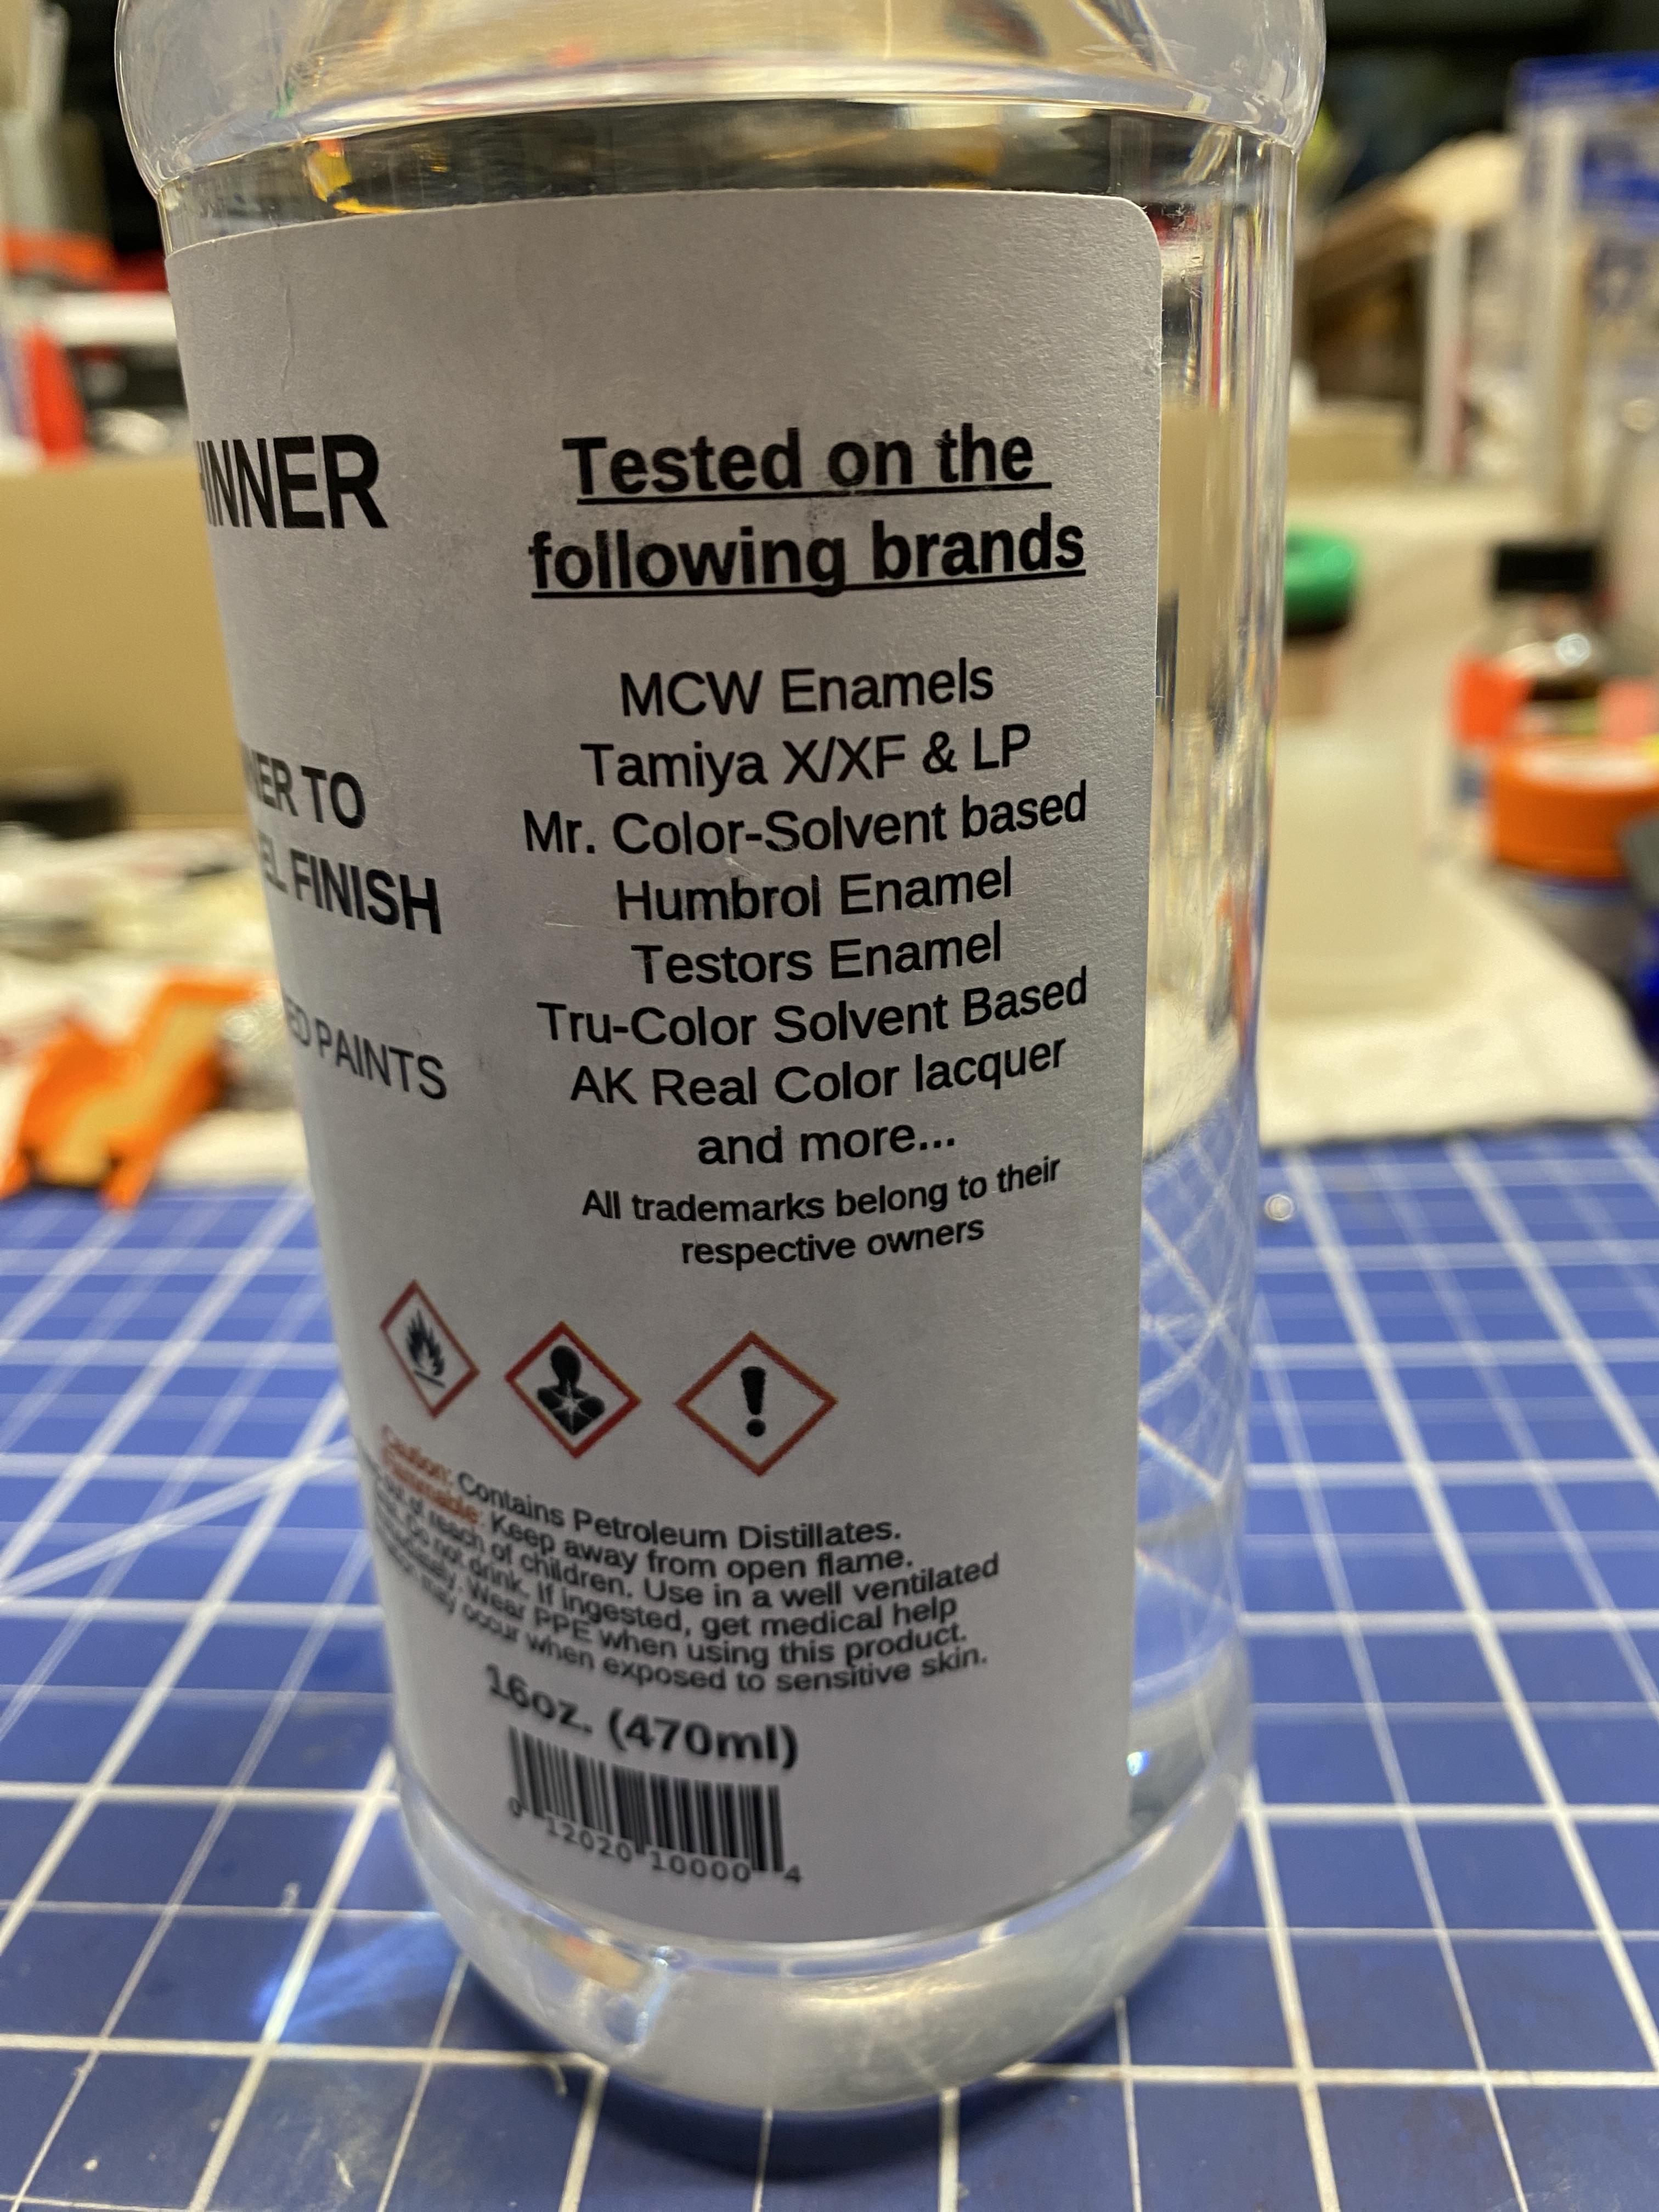 THINNER
Tested on the
following brands
MCW Enamels
Tamiya X/XF & LP
Mr. Color-Solvent based
Humbrol Enamel
Testors Enamel
Tru-Color Solvent Based
AK Real Color lacquer
and more...
All trademarks belong to their
respective owners
TO
FINISH
PAINTS
Caution: Contains Petroleum Distillates.
Flammable: Keep away from open flame.
out of reach of children. Use in a well ventilated
Do not drink. If ingested, get medical help
Wear PPE when using this product.
may occur when exposed to sensitive skin.
16oz. (470ml)
0 12020 10000 4